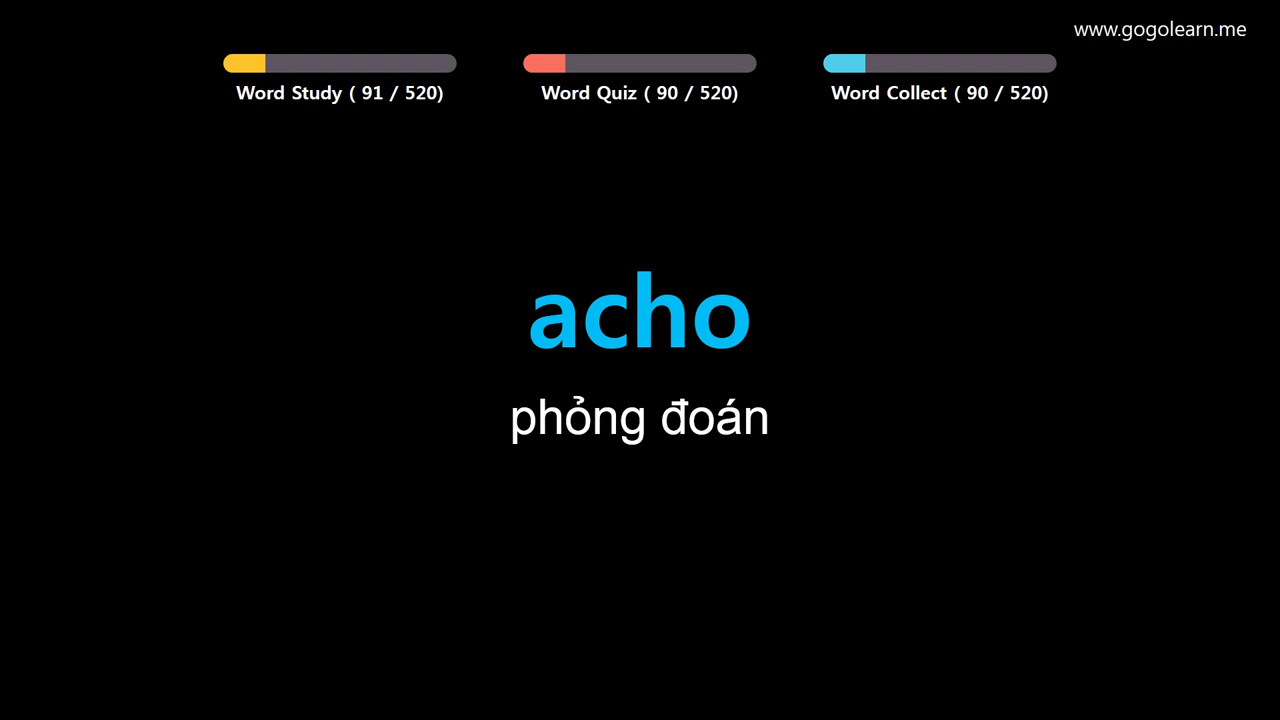 www.gogolearn.me
Word Study ( 91 / 520)
Word Quiz ( 90 / 520)
Word Collect ( 90 / 520)
acho
phỏng đoán